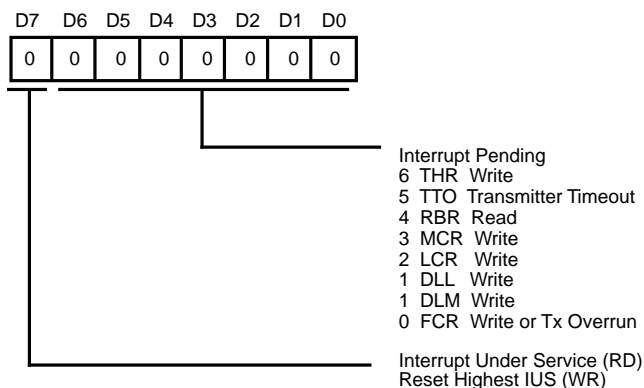 D7 D6 D5 D4 D3 D2 D1 D0
0 0 0 0 0 0 0 0
Interrupt Pending
6 THR Write
5 TTO Transmitter Timeout
4 RBR Read
3 MCR Write
2 LCR Write
1 DLL Write
1 DLM Write
0 FCR Write or Tx Overrun
Interrupt Under Service (RD)
Reset Highest IUS (WR)